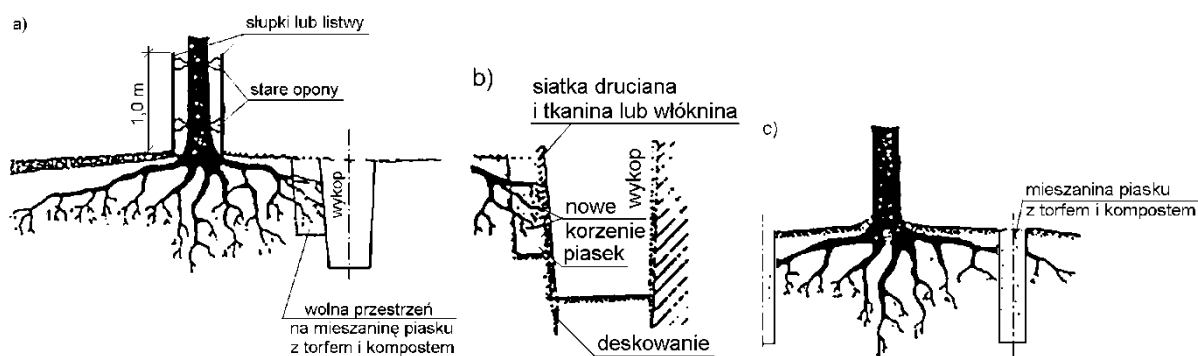 a)
słupki lub listwy
1,0 m
stare opony
wykop
wolna przestrzeń
na mieszaninę piasku
z torfem i kompostem
b)
siatka druciana
i tkanina lub włóknina
wykop
nowe
korzenie
piasek
deskowanie
c)
mieszanina piasku
z torfem i kompostem